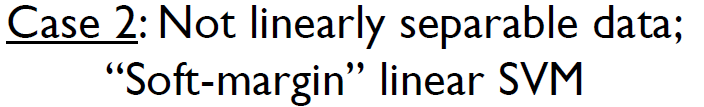 Case 2: Not linearly separable data;
“Soft-margin” linear SVM